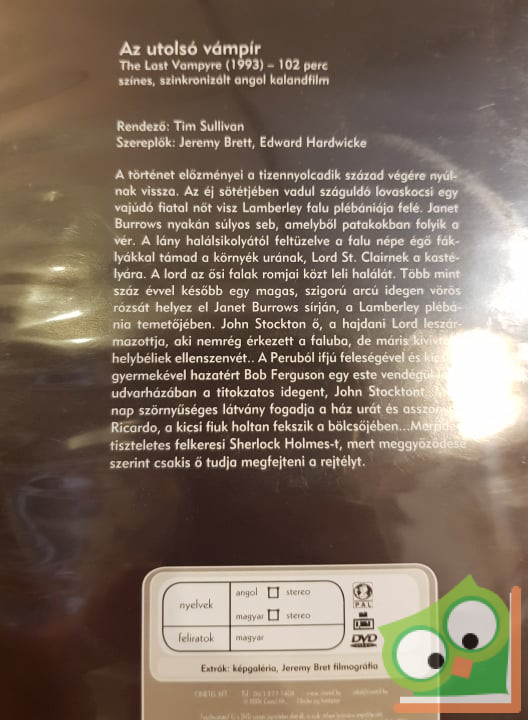 Az utolsó vámpír
The Last Vampyre (1993) – 102 perc
színes, szinkronizált angol kalandfilm
Rendező: Tim Sullivan
Szereplők: Jeremy Brett, Edward Hardwicke
A történet előzményei a tizennyolcadik század végére nyúl-
nak vissza. Az éj sötétjében vadul száguldó lovaskocsi egy
vajúdó fiatal nőt visz Lamberley falu plébániája felé. Janet
Burrows nyakán súlyos seb, amelyből patakokban folyik a
vér. A lány halálsikolyától feltüzelve a falu népe égő fák-
lyákkal támad a környék urának, Lord St. Clairnek a kasté-
lyára. A lord az ősi falak romjai közt leli halálát. Több mint
száz évvel később egy magas, szigorú arcú idegen vörös
rózsát helyez el Janet Burrows sírján, a Lamberley plébá-
nia temetőjében. John Stockton ő, a hajdani Lord leszár-
mazottja, aki nemrég érkezett a faluba, de máris
helybéliek ellenszenvét.. A Peruból ifjú feleségével és
gyermekével hazatért Bob Ferguson egy este vendégül
udvarházában a titokzatos idegent, John Stocktont.
nap szörnyűséges látvány fogadja a ház urát és
Ricardo, a kicsi fiuk holtan fekszik a bölcsőjében...
tiszteletes felkeresi Sherlock Holmes-t, mert meggyőződése
szerint csakis ő tudja megfejteni a rejtélyt.
nyelvek
angol stereo
magyar stereo
feliratok
magyar
PAL
DVD
Extrák: képgaléria, Jeremy Bret filmográfia